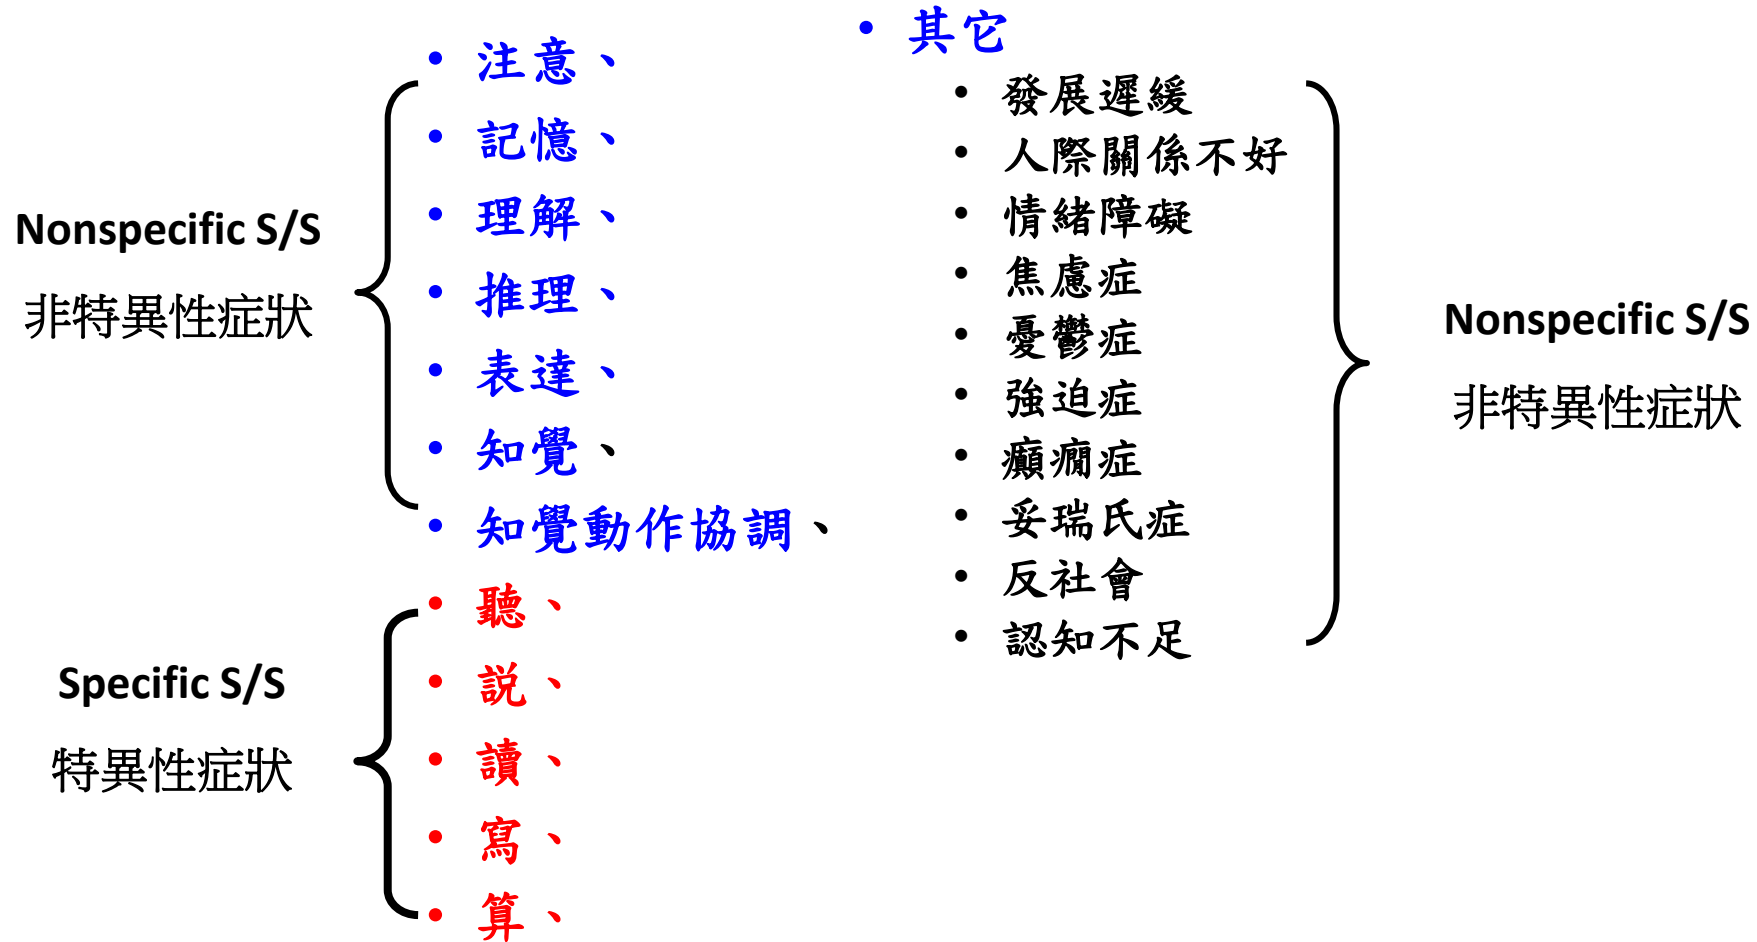 Nonspecific S/S
非特異性症狀
• 注意、
• 記憶、
• 理解、
• 推理、
• 表達、
• 知覺、
• 知覺動作協調、
Specific S/S
特異性症狀
• 聽、
• 説、
• 讀、
• 寫、
• 算、
• 其它
• 發展遲緩
• 人際關係不好
• 情緒障礙
• 焦慮症
• 憂鬱症
• 強迫症
• 癲癇症
• 妥瑞氏症
• 反社會
• 認知不足
Nonspecific S/S
非特異性症狀